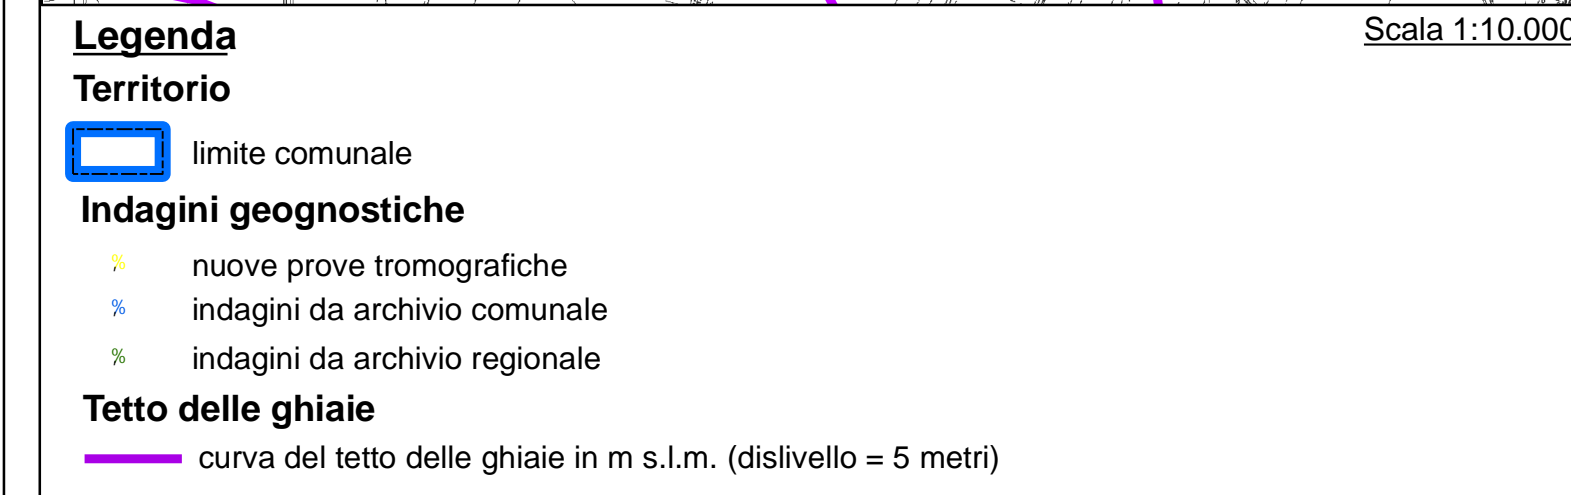 Legenda
Scala 1:10.000
Territorio
limite comunale
Indagini geognostiche
% nuove prove tromografiche
% indagini da archivio comunale
% indagini da archivio regionale
Tetto delle ghiaie
curva del tetto delle ghiaie in m s.l.m. (dislivello = 5 metri)